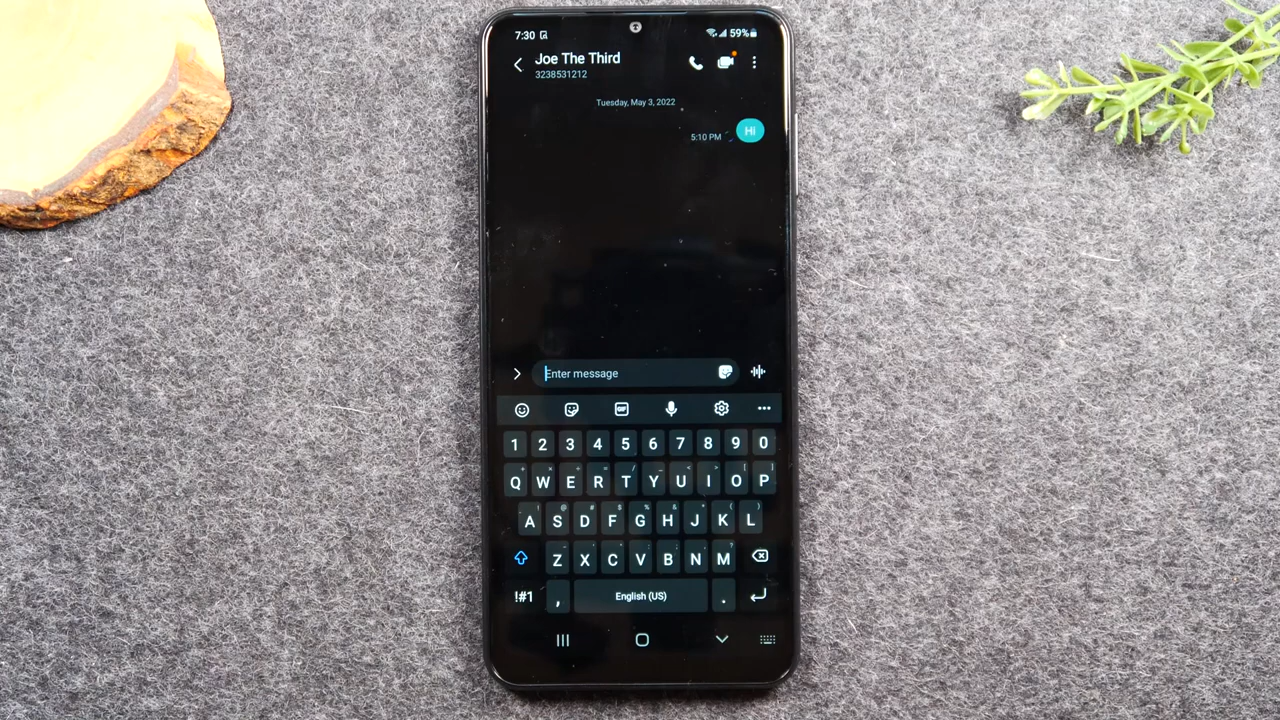 7:30 59%
Joe The Third
3238531212
Tuesday, May 3, 2022
5:10 PM Hi
Enter message
GIF
1 2 3 4 5 6 7 8 9 0
Q W E R T Y U I O P
A S D F G H J K L
Z X C V B N M
!#1 , English (US) .